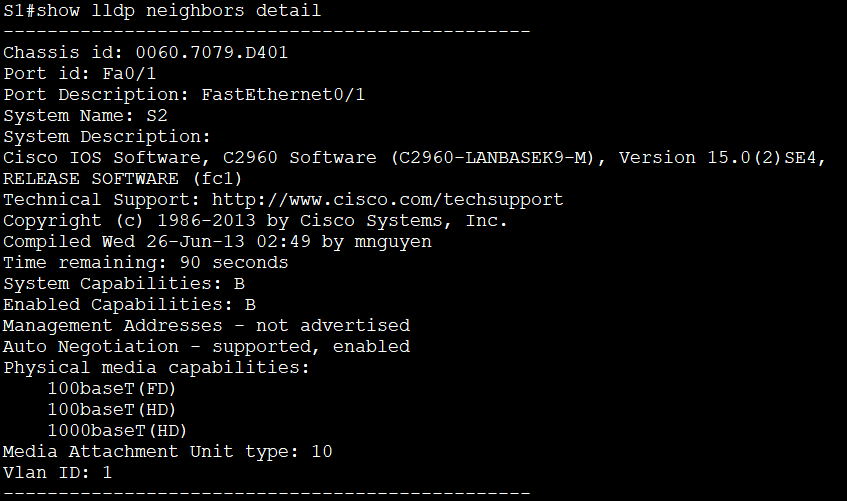 S1#show lldp neighbors detail
------------------------------------------------
Chassis id: 0060.7079.D401
Port id: Fa0/1
Port Description: FastEthernet0/1
System Name: S2
System Description:
Cisco IOS Software, C2960 Software (C2960-LANBASEK9-M), Version 15.0(2)SE4,
RELEASE SOFTWARE (fc1)
Technical Support: http://www.cisco.com/techsupport
Copyright (c) 1986-2013 by Cisco Systems, Inc.
Compiled Wed 26-Jun-13 02:49 by mnguyen
Time remaining: 90 seconds
System Capabilities: B
Enabled Capabilities: B
Management Addresses - not advertised
Auto Negotiation - supported, enabled
Physical media capabilities:
    100baseT(FD)
    100baseT(HD)
    1000baseT(HD)
Media Attachment Unit type: 10
Vlan ID: 1
------------------------------------------------